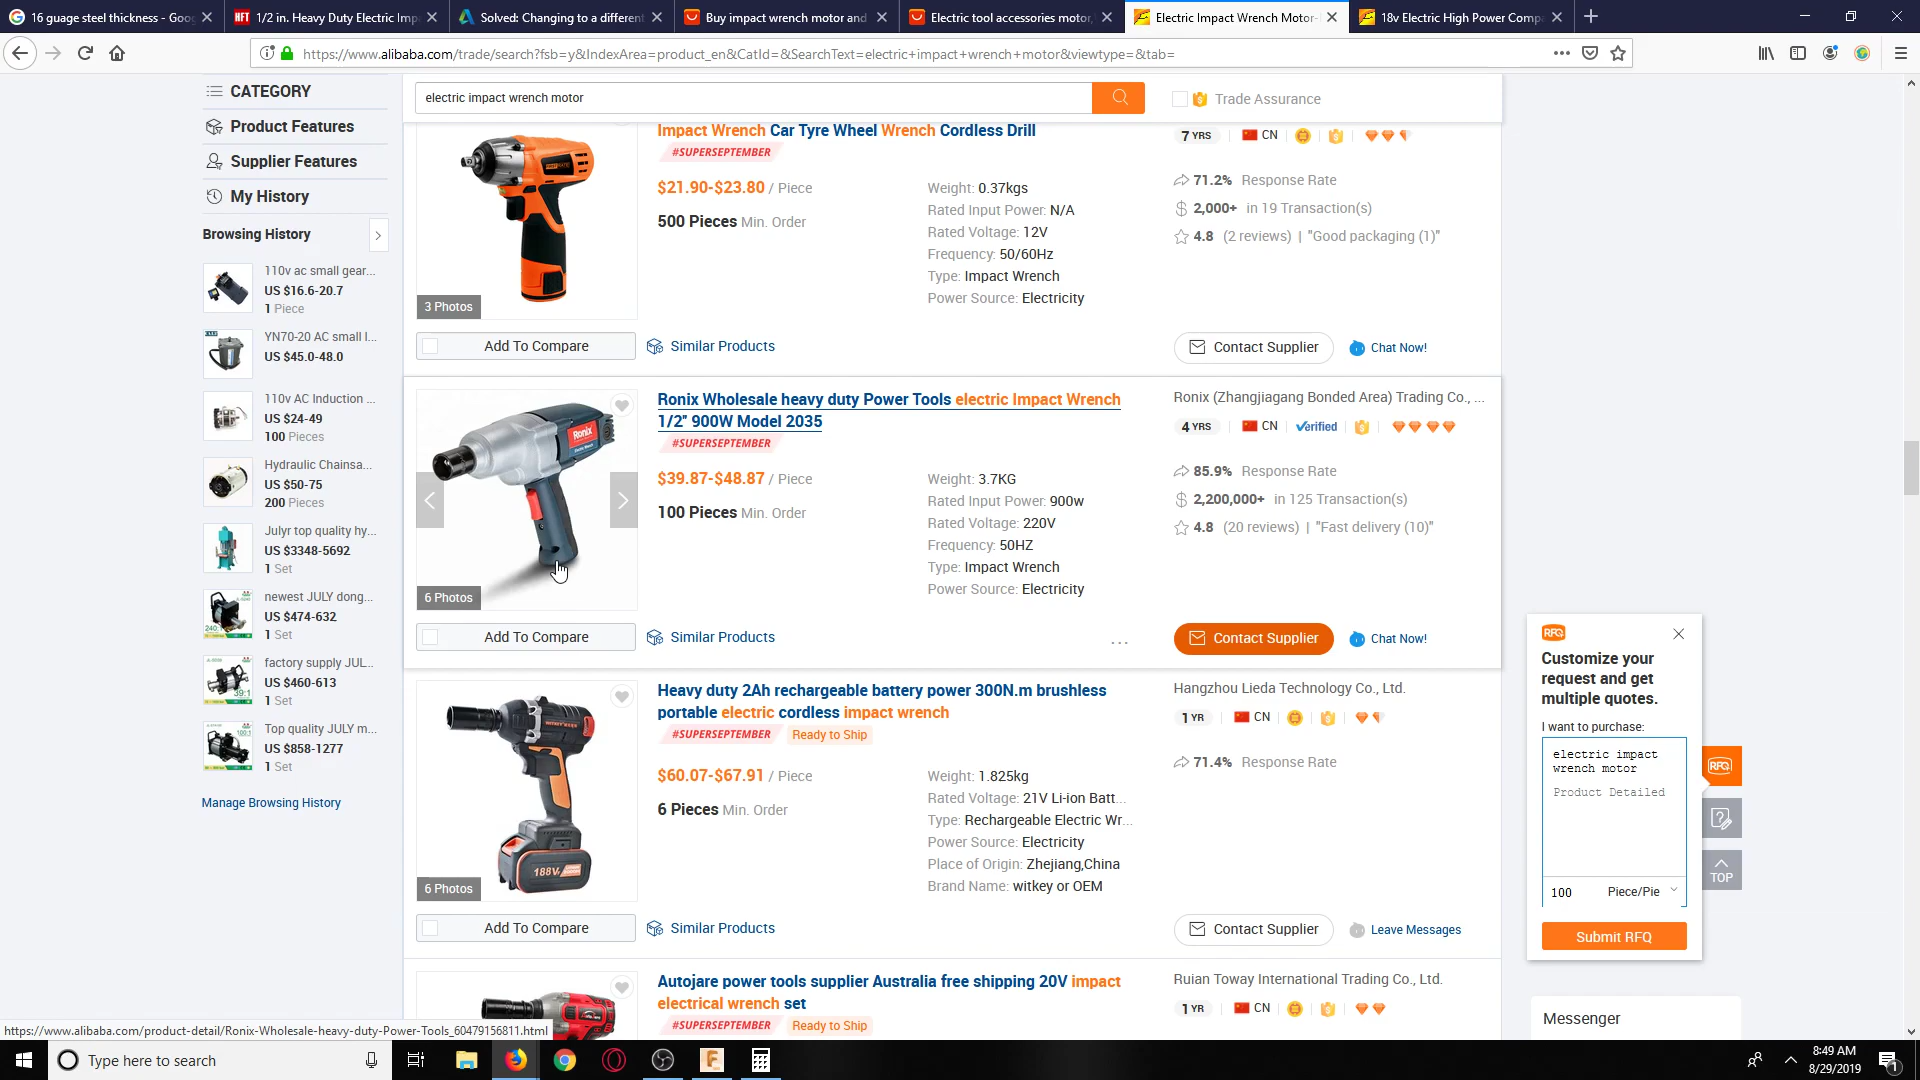 16 guage steel thickness - Goog
1/2 in. Heavy Duty Electric Imp
Solved: Changing to a different
Buy impact wrench motor and
Electric tool accessories motor,
Electric Impact Wrench Motor-
18v Electric High Power Compa
https://www.alibaba.com/trade/search?fsb=y&IndexArea=product_en&CatId=&SearchText=electric+impact+wrench+motor&viewtype=&tab=
CATEGORY
Product Features
Supplier Features
My History
Browsing History
110v ac small gear...
US $16.6-20.7
1 Piece
YN70-20 AC small I...
US $45.0-48.0
110v AC Induction ...
US $24-49
100 Pieces
Hydraulic Chainsa...
US $50-75
200 Pieces
Julyr top quality hy...
US $3348-5692
1 Set
newest JULY dong...
US $474-632
1 Set
factory supply JUL...
US $460-613
1 Set
Top quality JULY m...
US $858-1277
1 Set
Manage Browsing History
electric impact wrench motor
Trade Assurance
Impact Wrench Car Tyre Wheel Wrench Cordless Drill
#SUPERSEPTEMBER
$21.90-$23.80 / Piece
500 Pieces Min. Order
Weight: 0.37kgs
Rated Input Power: N/A
Rated Voltage: 12V
Frequency: 50/60Hz
Type: Impact Wrench
Power Source: Electricity
7 YRS CN
71.2% Response Rate
2,000+ in 19 Transaction(s)
4.8 (2 reviews) | "Good packaging (1)"
3 Photos
Add To Compare
Similar Products
Contact Supplier
Chat Now!
Ronix
Ronix Wholesale heavy duty Power Tools electric Impact Wrench
1/2" 900W Model 2035
#SUPERSEPTEMBER
$39.87-$48.87 / Piece
100 Pieces Min. Order
Weight: 3.7KG
Rated Input Power: 900w
Rated Voltage: 220V
Frequency: 50HZ
Type: Impact Wrench
Power Source: Electricity
Ronix (Zhangjiagang Bonded Area) Trading Co., ...
4 YRS CN Verified
85.9% Response Rate
2,200,000+ in 125 Transaction(s)
4.8 (20 reviews) | "Fast delivery (10)"
6 Photos
Add To Compare
Similar Products
...
Contact Supplier
Chat Now!
188V
Heavy duty 2Ah rechargeable battery power 300N.m brushless
portable electric cordless impact wrench
#SUPERSEPTEMBER Ready to Ship
$60.07-$67.91 / Piece
6 Pieces Min. Order
Weight: 1.825kg
Rated Voltage: 21V Li-ion Batt...
Type: Rechargeable Electric Wr...
Power Source: Electricity
Place of Origin: Zhejiang,China
Brand Name: witkey or OEM
Hangzhou Lieda Technology Co., Ltd.
1 YR CN
71.4% Response Rate
6 Photos
Add To Compare
Similar Products
Contact Supplier
Leave Messages
Autojare power tools supplier Australia free shipping 20V impact
electrical wrench set
#SUPERSEPTEMBER Ready to Ship
Ruian Toway International Trading Co., Ltd.
1 YR CN
RFQ
Customize your
request and get
multiple quotes.
I want to purchase:
electric impact
wrench motor
Product Detailed
100 Piece/Pie
Submit RFQ
RFQ
TOP
Messenger
https://www.alibaba.com/product-detail/Ronix-Wholesale-heavy-duty-Power-Tools_60479156811.html
Type here to search
8:49 AM
8/29/2019
1